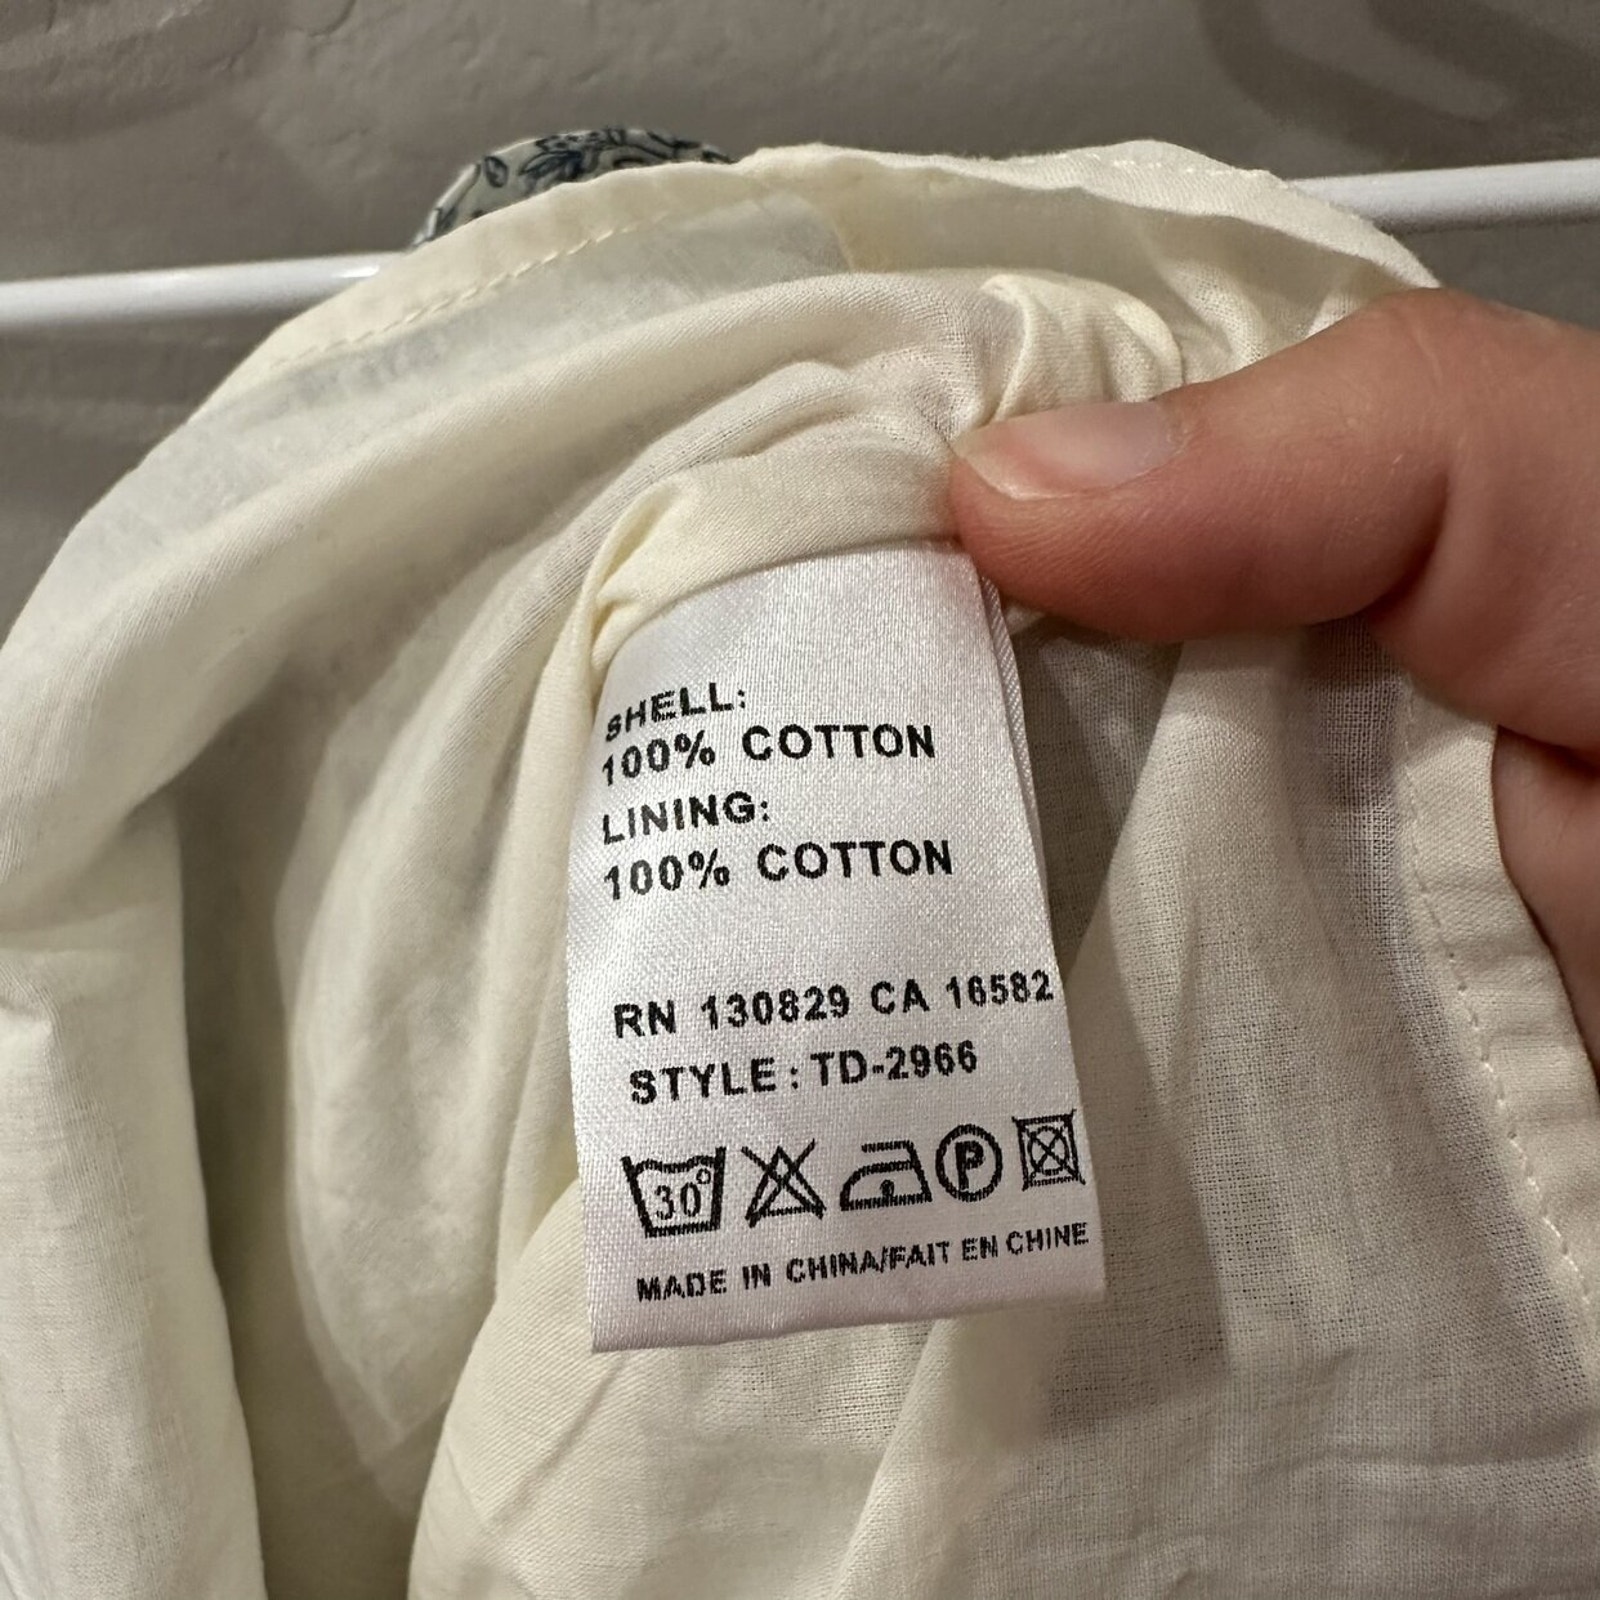 SHELL:
100% COTTON
LINING:
100% COTTON
RN 130829 CA 16582
STYLE: TD-2966
30°
P
MADE IN CHINA/FAIT EN CHINE